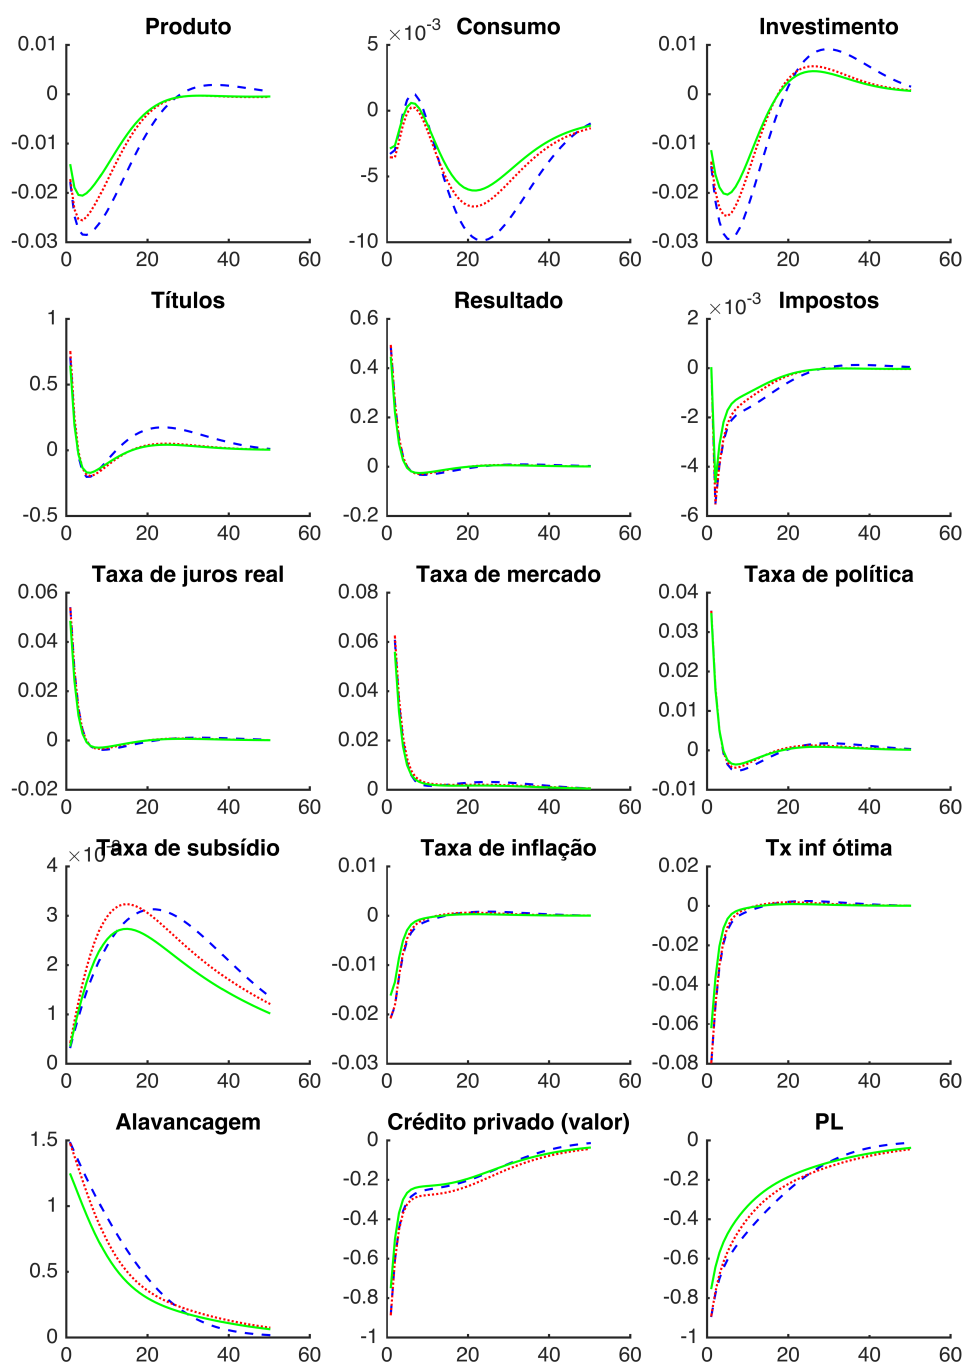 Produto
0.01
0
-0.01
-0.02
-0.03
0 20 40 60
×10⁻³ Consumo
5
0
-5
-10
0 20 40 60
Investimento
0.01
0
-0.01
-0.02
-0.03
0 20 40 60
Títulos
1
0.5
0
-0.5
0 20 40 60
Resultado
0.6
0.4
0.2
0
-0.2
0 20 40 60
×10⁻³ Impostos
2
0
-2
-4
-6
0 20 40 60
Taxa de juros real
0.06
0.04
0.02
0
-0.02
0 20 40 60
Taxa de mercado
0.08
0.06
0.04
0.02
0
0 20 40 60
Taxa de política
0.04
0.03
0.02
0.01
0
-0.01
0 20 40 60
Taxa de subsídio
4
3
2
1
0
0 20 40 60
Taxa de inflação
0.01
0
-0.01
-0.02
-0.03
0 20 40 60
Tx inf ótima
0.02
0
-0.02
-0.04
-0.06
-0.08
0 20 40 60
Alavancagem
1.5
1
0.5
0
0 20 40 60
Crédito privado (valor)
0
-0.2
-0.4
-0.6
-0.8
-1
0 20 40 60
PL
0
-0.2
-0.4
-0.6
-0.8
-1
0 20 40 60